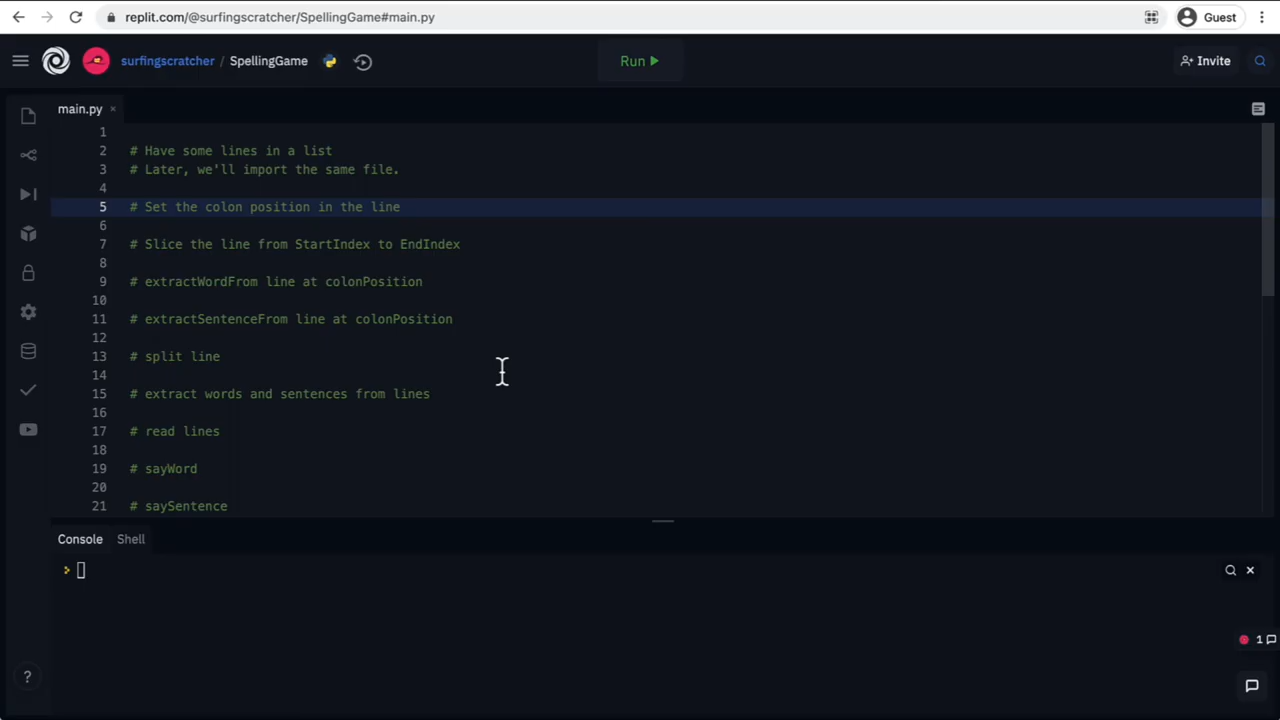 replit.com/@surfingscratcher/SpellingGame#main.py
Guest
surfingscratcher / SpellingGame
Run
Invite
main.py ×
1
2 # Have some lines in a list
3 # Later, we'll import the same file.
4
5 # Set the colon position in the line
6
7 # Slice the line from StartIndex to EndIndex
8
9 # extractWordFrom line at colonPosition
10
11 # extractSentenceFrom line at colonPosition
12
13 # split line
14
15 # extract words and sentences from lines
16
17 # read lines
18
19 # sayWord
20
21 # saySentence
Console Shell
>
1
?